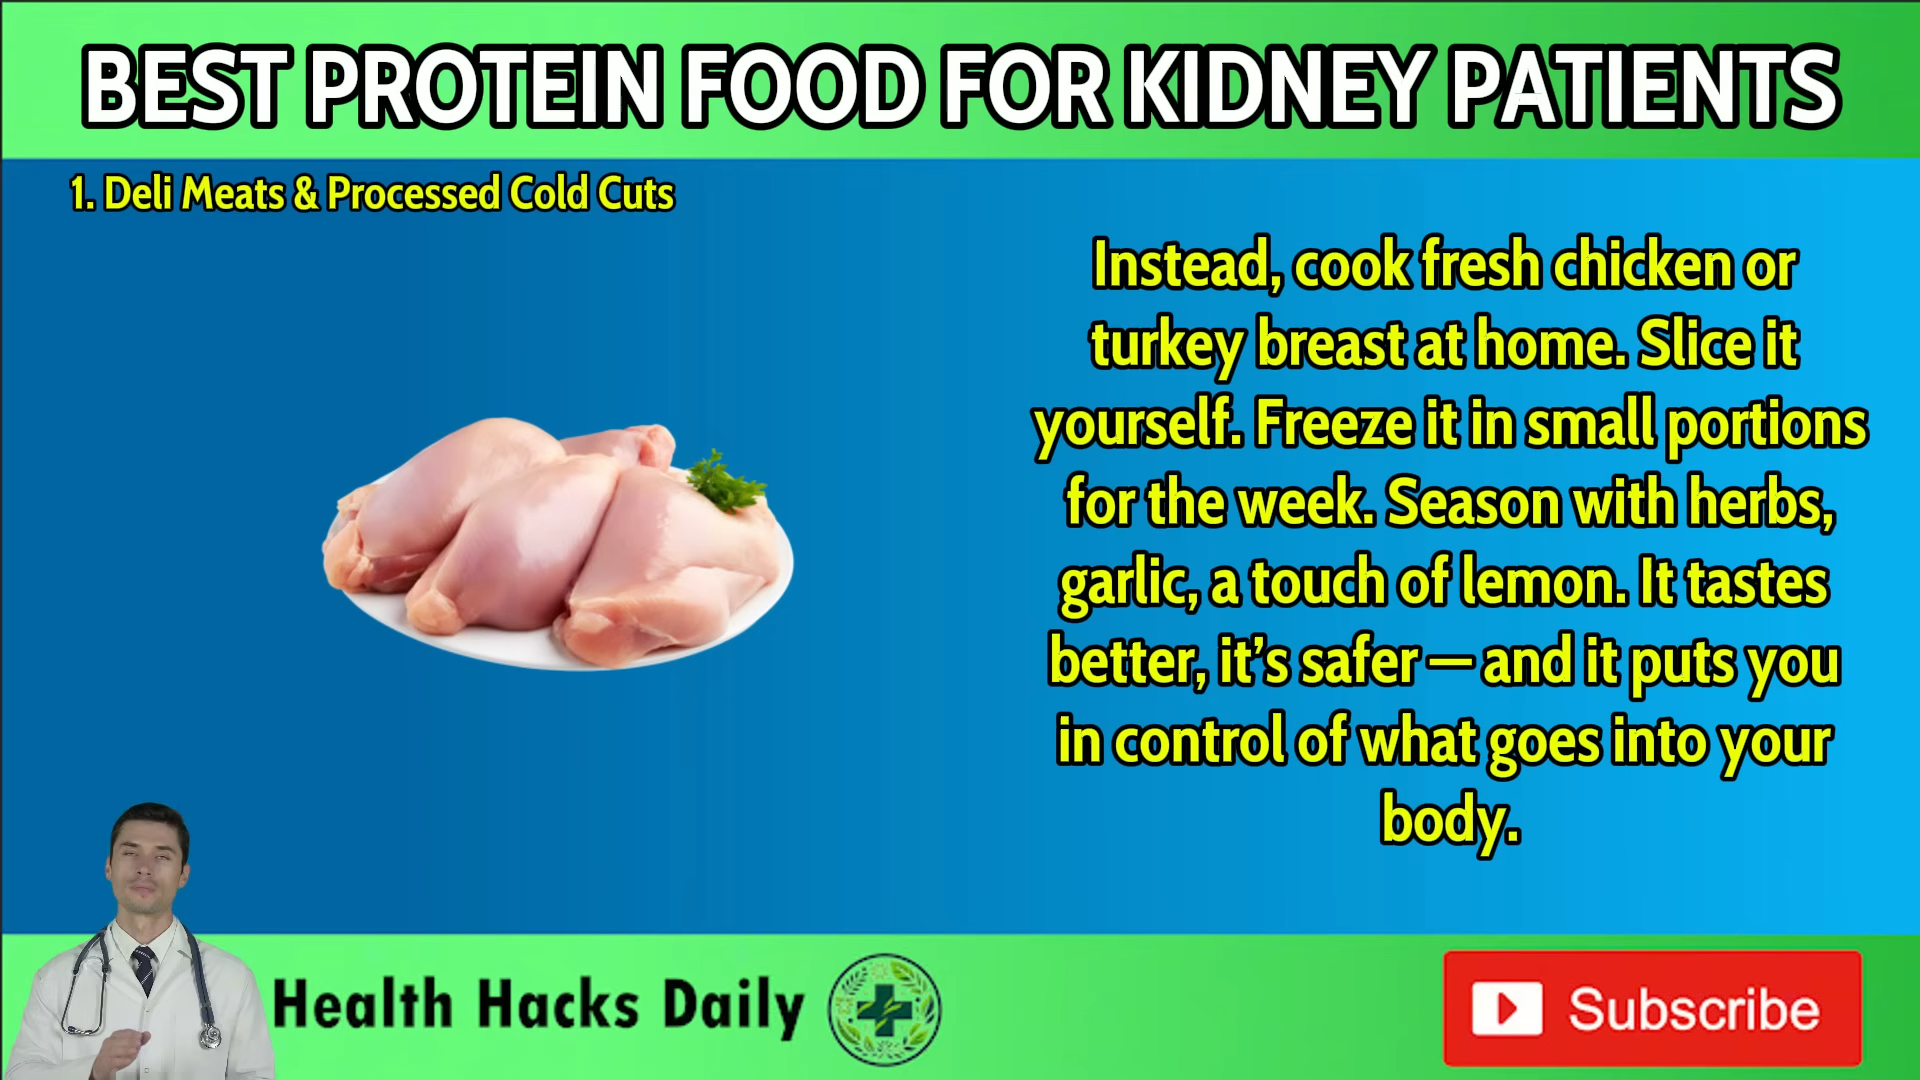 BEST PROTEIN FOOD FOR KIDNEY PATIENTS
1. Deli Meats & Processed Cold Cuts
Instead, cook fresh chicken or
turkey breast at home. Slice it
yourself. Freeze it in small portions
for the week. Season with herbs,
garlic, a touch of lemon. It tastes
better, it’s safer — and it puts you
in control of what goes into your
body.
Health Hacks Daily
Subscribe